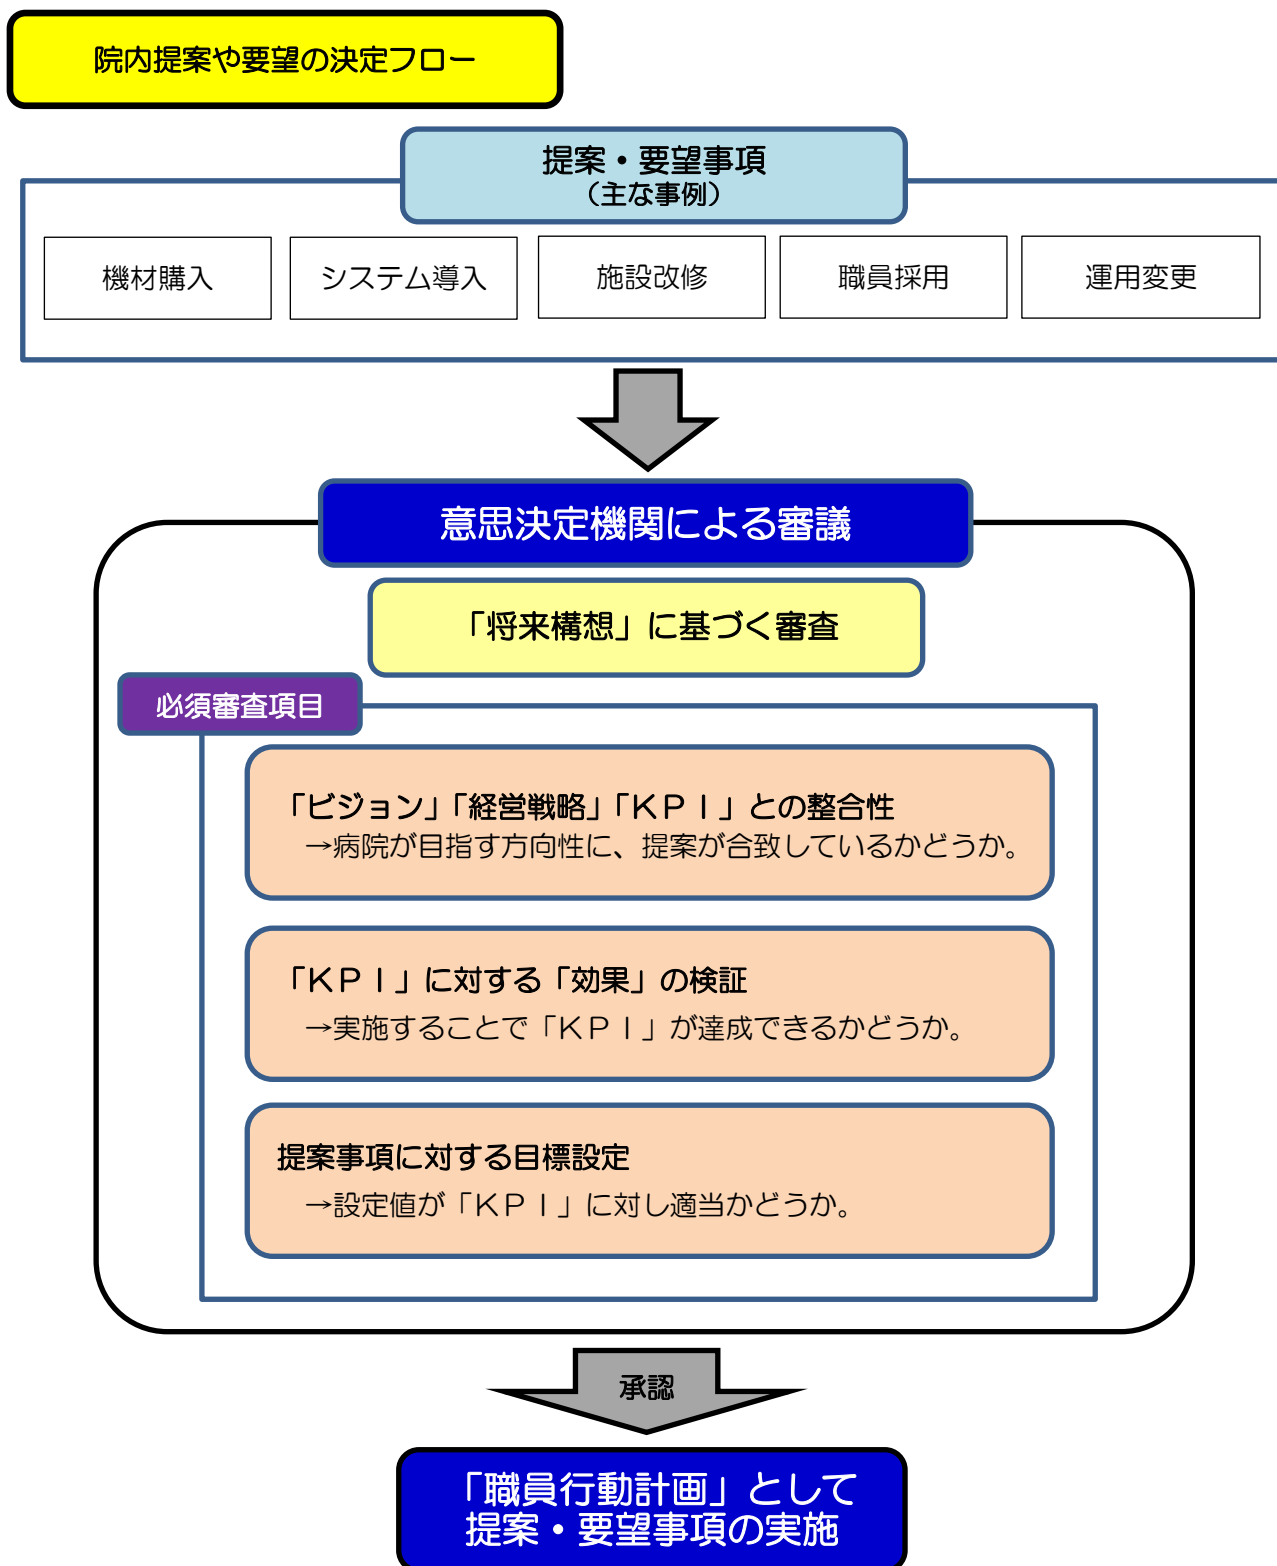 院内提案や要望の決定フロー
提案・要望事項
（主な事例）
機材購入
システム導入
施設改修
職員採用
運用変更
意思決定機関による審議
「将来構想」に基づく審査
必須審査項目
「ビジョン」「経営戦略」「ＫＰＩ」との整合性
→病院が目指す方向性に、提案が合致しているかどうか。
「ＫＰＩ」に対する「効果」の検証
→実施することで「ＫＰＩ」が達成できるかどうか。
提案事項に対する目標設定
→設定値が「ＫＰＩ」に対し適当かどうか。
承認
「職員行動計画」として
提案・要望事項の実施